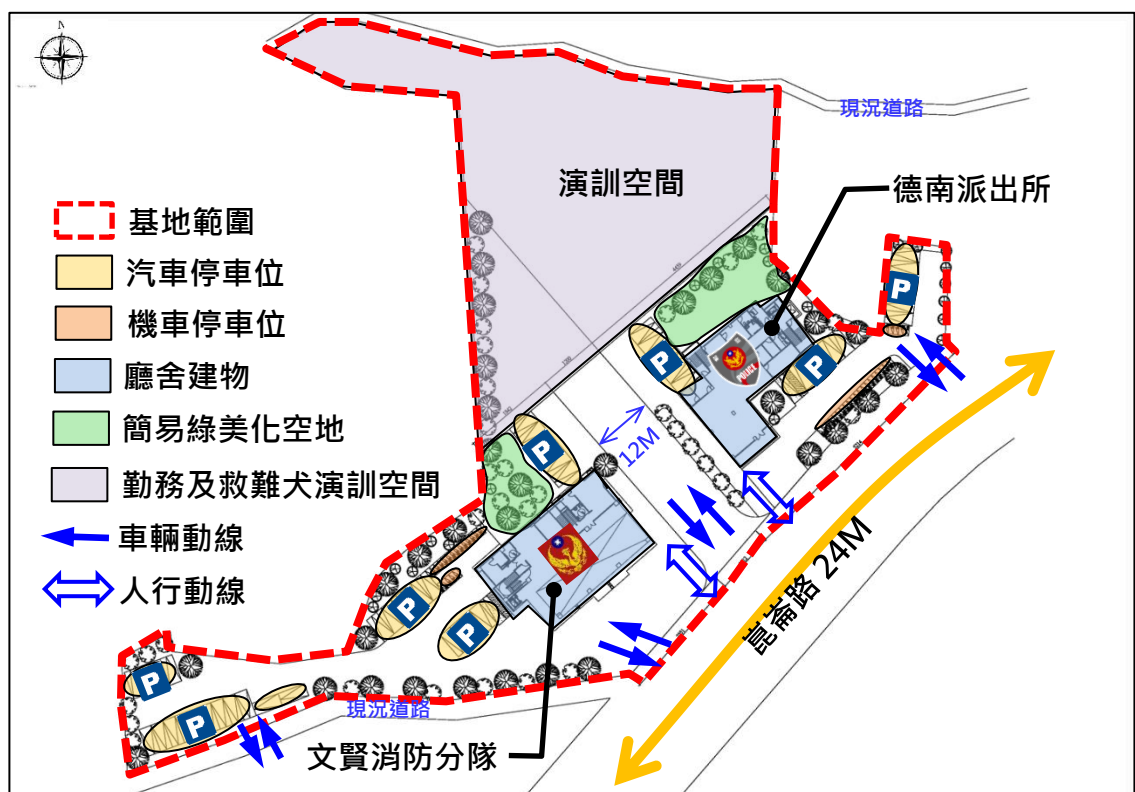 N
現況道路
演訓空間
德南派出所
基地範圍
汽車停車位
機車停車位
廳舍建物
簡易綠美化空地
勤務及救難犬演訓空間
車輛動線
人行動線
P
P
P
POLICE
12M
P
P
P
P
P
崑崙路 24M
現況道路
文賢消防分隊